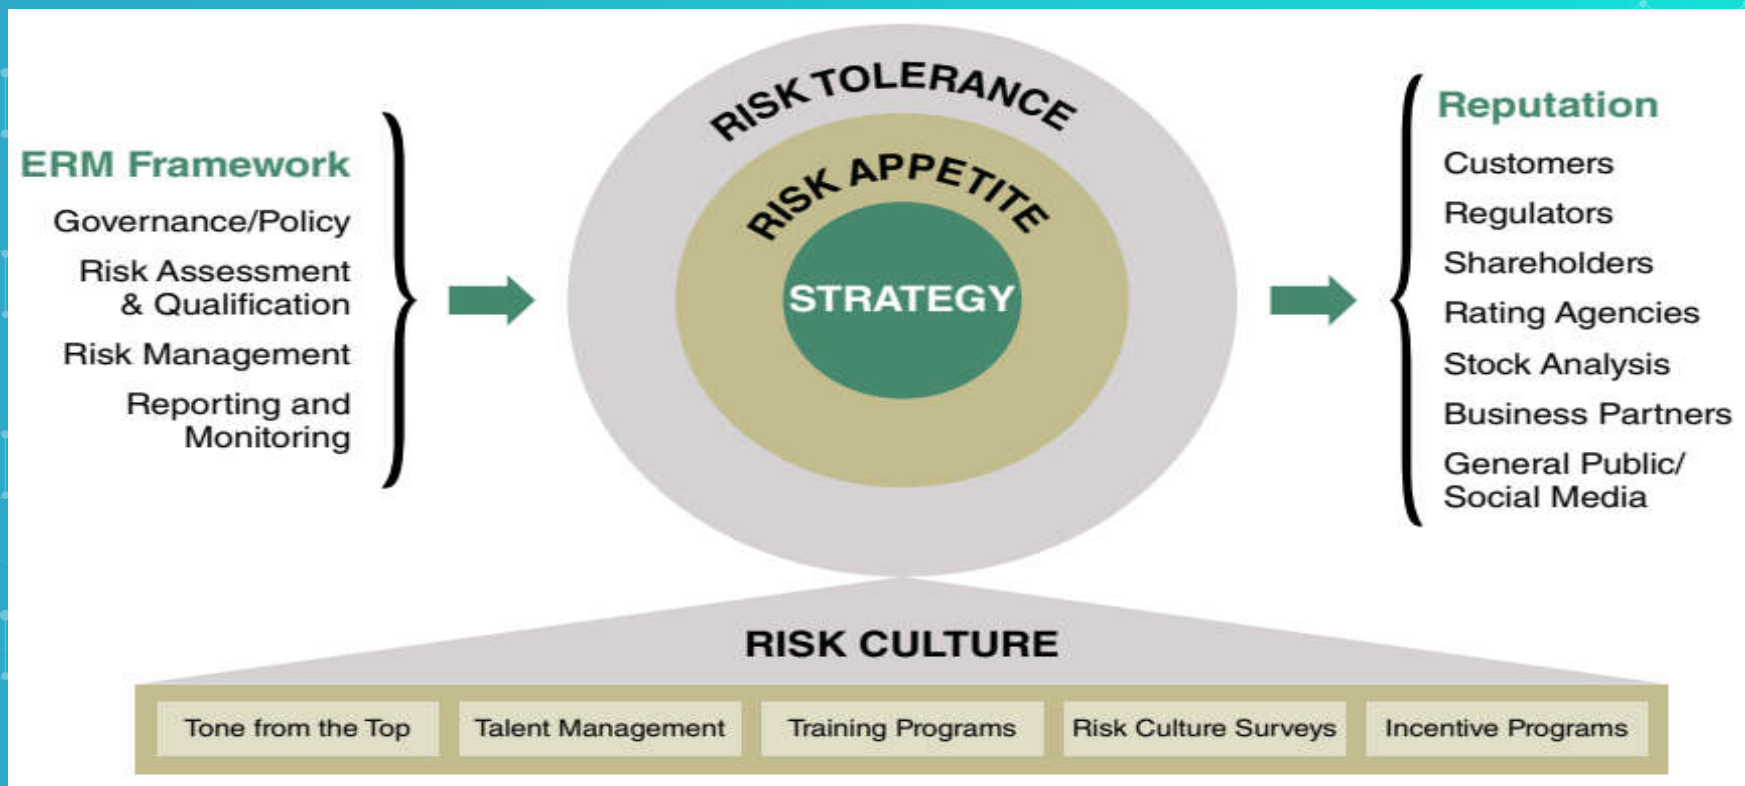 ERM Framework
Governance/Policy
Risk Assessment
& Qualification
Risk Management
Reporting and
Monitoring
RISK TOLERANCE
RISK APPETITE
STRATEGY
Reputation
Customers
Regulators
Shareholders
Rating Agencies
Stock Analysis
Business Partners
General Public/
Social Media
RISK CULTURE
Tone from the Top
Talent Management
Training Programs
Risk Culture Surveys
Incentive Programs